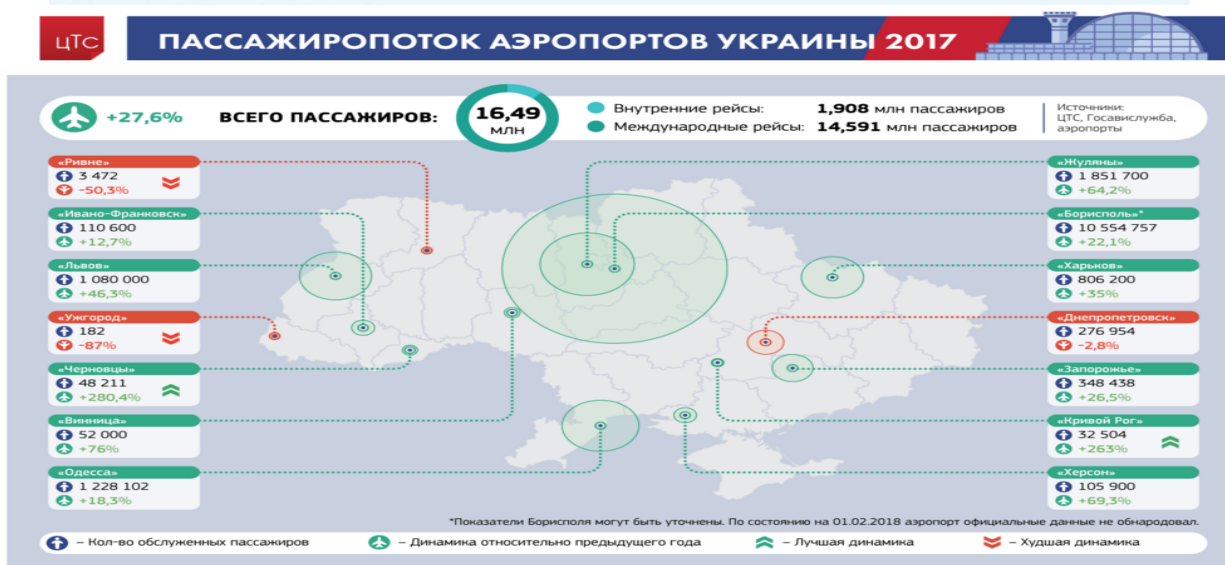 цТс
ПАССАЖИРОПОТОК АЭРОПОРТОВ УКРАИНЫ 2017
+27,6%
ВСЕГО ПАССАЖИРОВ:
16,49
МЛН
Внутренние рейсы: 1,908 млн пассажиров
Международные рейсы: 14,591 млн пассажиров
Источники:
ЦТС, Госавислужба,
аэропорты
«Ривне»
3 472
-50,3%
«Ивано-Франковск»
110 600
+12,7%
«Львов»
1 080 000
+46,3%
«Ужгород»
182
-87%
«Черновцы»
48 211
+280,4%
«Винница»
52 000
+76%
«Одесса»
1 228 102
+18,3%
«Жуляны»
1 851 700
+64,2%
«Борисполь»*
10 554 757
+22,1%
«Харьков»
806 200
+35%
«Днепропетровск»
276 954
-2,8%
«Запорожье»
348 438
+26,5%
«Кривой Рог»
32 504
+263%
«Херсон»
105 900
+69,3%
*Показатели Борисполя могут быть уточнены. По состоянию на 01.02.2018 аэропорт официальные данные не обнародовал.
– Кол-во обслуженных пассажиров
– Динамика относительно предыдущего года
– Лучшая динамика
– Худшая динамика